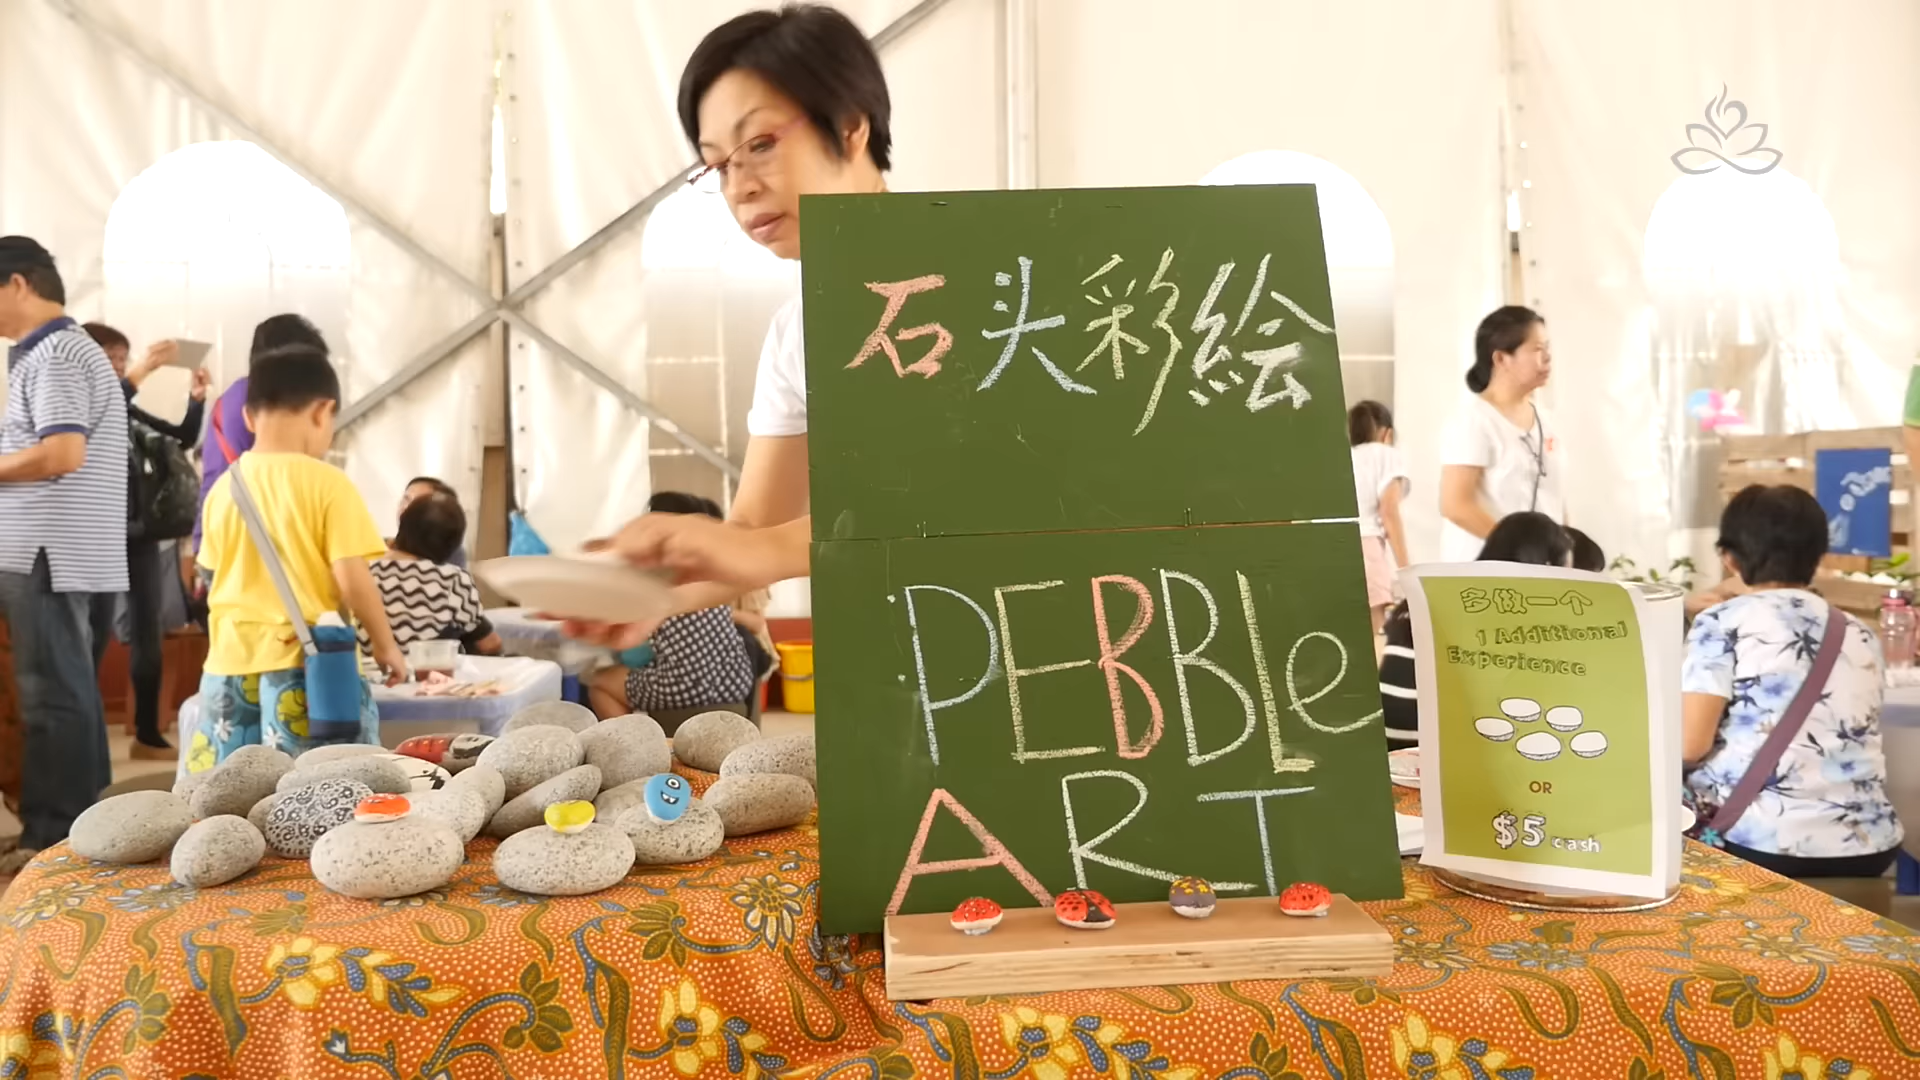 石头彩绘
PEBBLe
ART
多做一个
1 Additional
Experience
OR
$5 cash